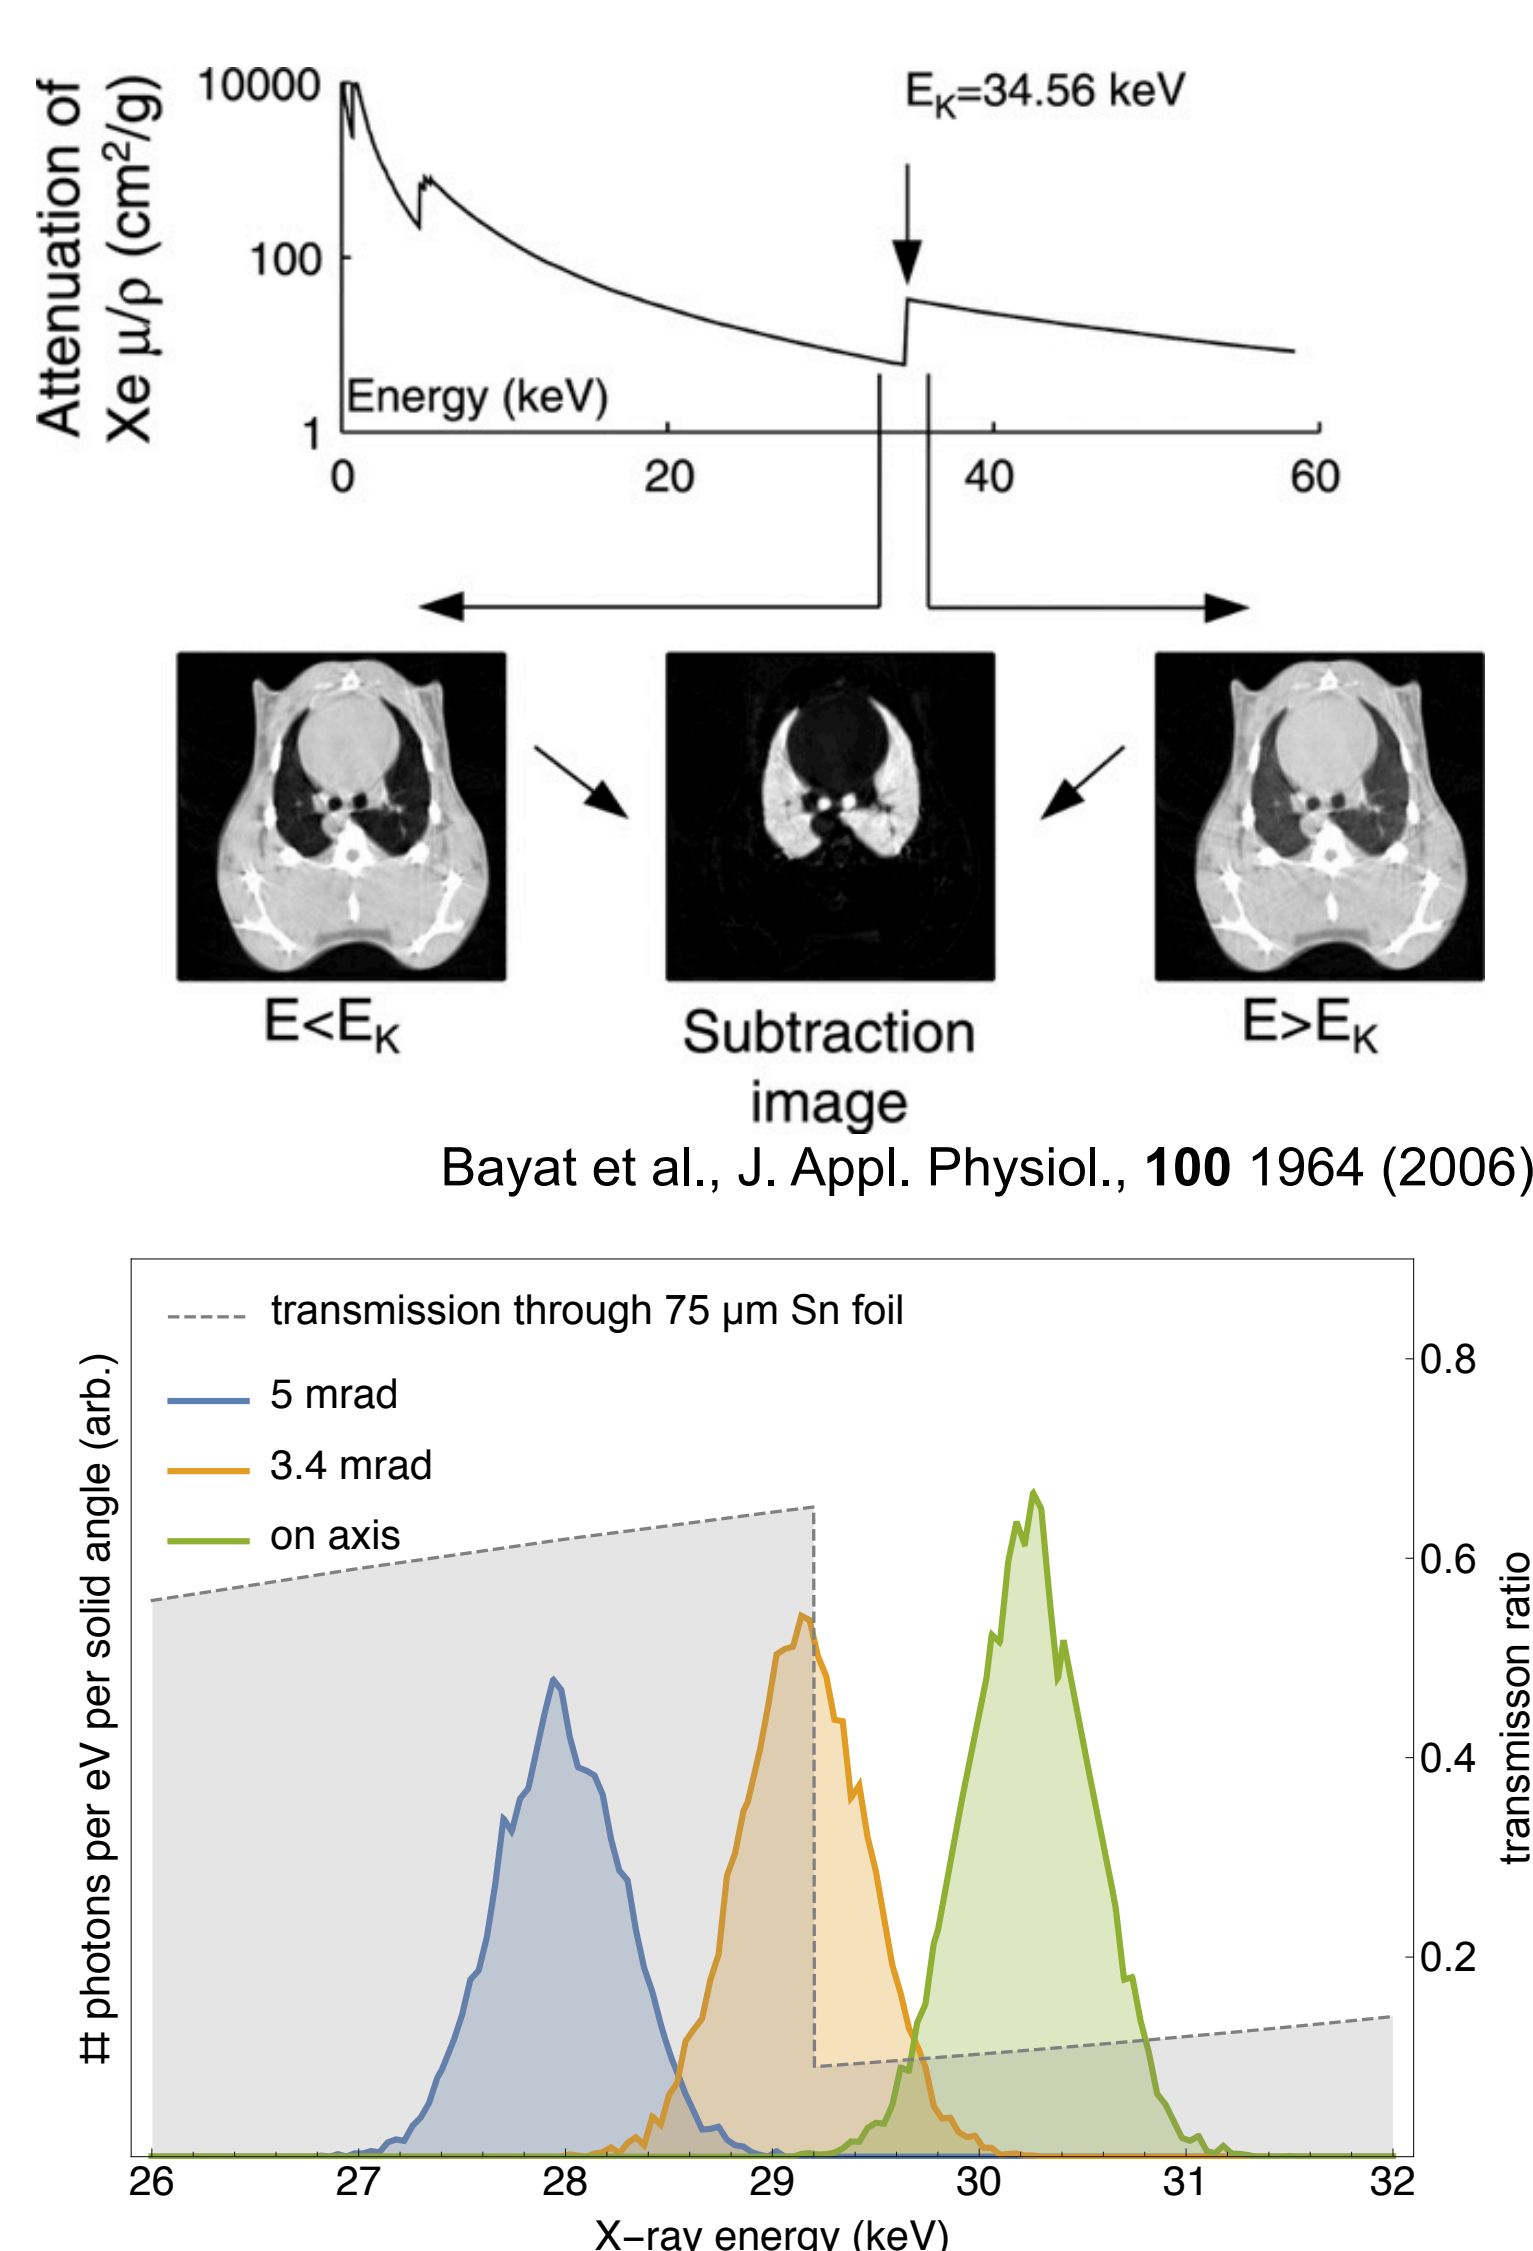 Attenuation of
Xe μ/ρ (cm²/g)
10000
100
1
E_K=34.56 keV
Energy (keV)
0 20 40 60
E<E_K
Subtraction
image
E>E_K
Bayat et al., J. Appl. Physiol., 100 1964 (2006)
transmission through 75 μm Sn foil
5 mrad
3.4 mrad
on axis
# photons per eV per solid angle (arb.)
0.8
0.6
0.4
0.2
transmisson ratio
26 27 28 29 30 31 32
X-ray energy (keV)